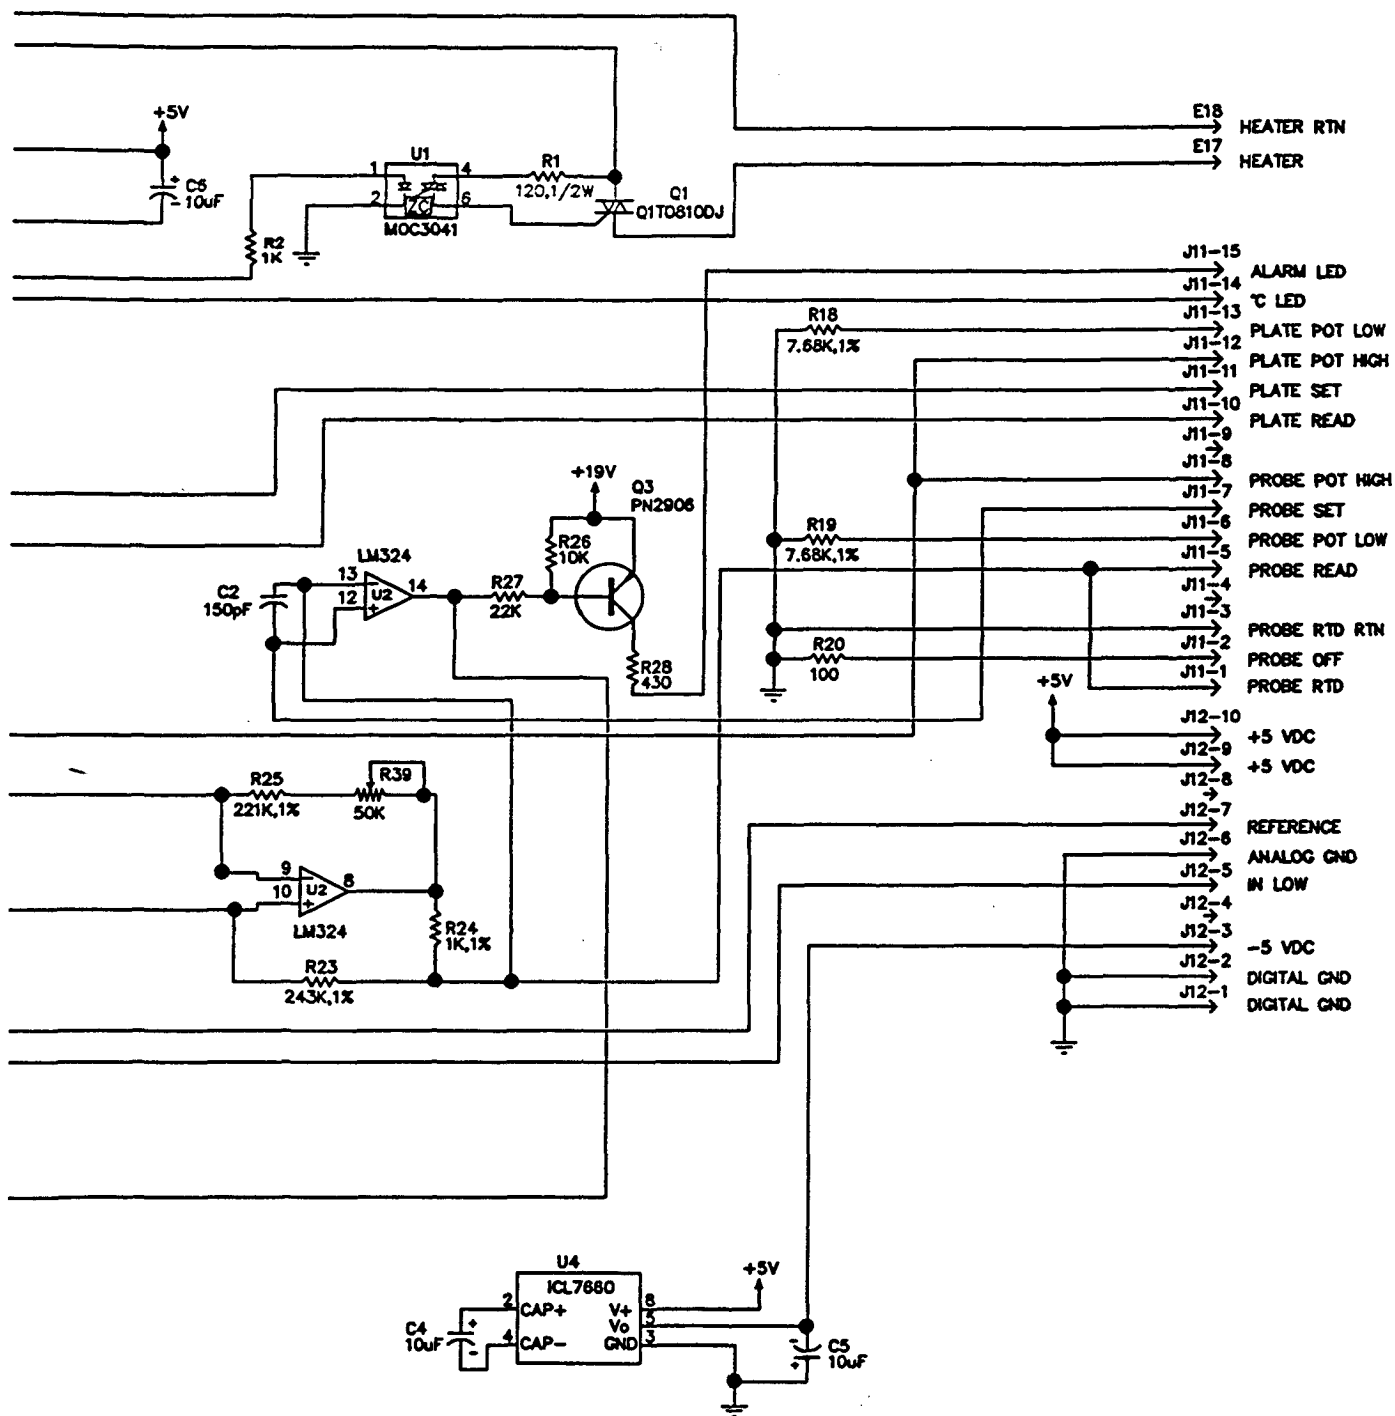 E18
HEATER RTN
E17
HEATER
+5V
C6
10uF
+
-
R2
1K
U1
1
2
4
6
ZC
MOC3041
R1
120,1/2W
Q1
Q1T0810DJ
J11-15
ALARM LED
J11-14
°C LED
J11-13
PLATE POT LOW
J11-12
PLATE POT HIGH
J11-11
PLATE SET
J11-10
PLATE READ
J11-9
J11-8
PROBE POT HIGH
J11-7
PROBE SET
J11-6
PROBE POT LOW
J11-5
PROBE READ
J11-4
J11-3
PROBE RTD RTN
J11-2
PROBE OFF
J11-1
PROBE RTD
R18
7.68K,1%
R19
7.68K,1%
R20
100
+19V
Q3
PN2906
R26
10K
LM324
13
12
14
U2
-
+
C2
150pF
R27
22K
R28
430
+5V
J12-10
+5 VDC
J12-9
+5 VDC
J12-8
J12-7
REFERENCE
J12-6
ANALOG GND
J12-5
IN LOW
J12-4
J12-3
-5 VDC
J12-2
DIGITAL GND
J12-1
DIGITAL GND
R25
221K,1%
R39
50K
9
10
8
U2
-
+
LM324
R24
1K,1%
R23
243K,1%
U4
ICL7660
2
CAP+
4
CAP-
V+
8
Vo
5
GND
3
+5V
C4
10uF
+
-
C5
10uF
-
+